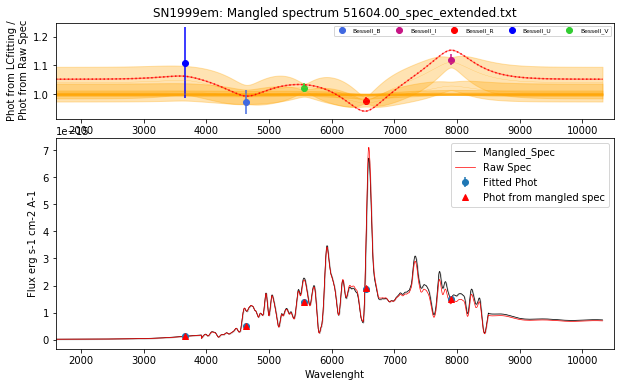 SN1999em: Mangled spectrum 51604.00_spec_extended.txt
Phot from LCfitting /
Phot from Raw Spec
1.2
1.1
1.0
Bessell_B
Bessell_I
Bessell_R
Bessell_U
Bessell_V
2000 3000 4000 5000 6000 7000 8000 9000 10000
Flux erg s-1 cm-2 A-1
7
6
5
4
3
2
1
0
Mangled_Spec
Raw Spec
Fitted Phot
Phot from mangled spec
2000 3000 4000 5000 6000 7000 8000 9000 10000
Wavelenght